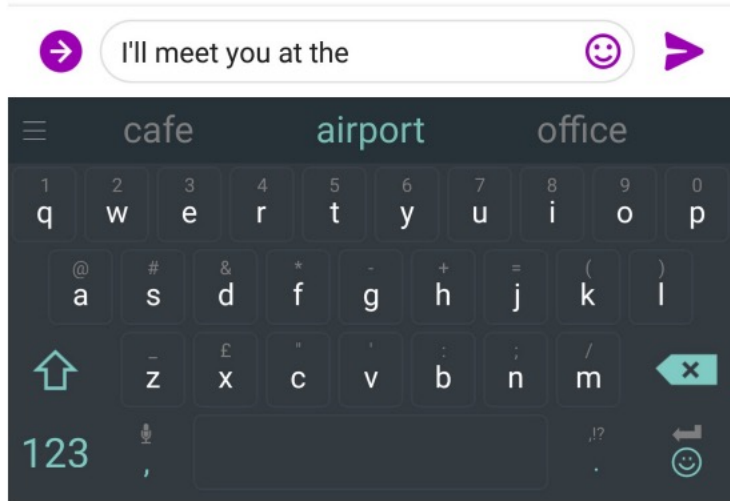 I'll meet you at the
cafe airport office
1 2 3 4 5 6 7 8 9 0
q w e r t y u i o p
@ # & * - + = ( )
a s d f g h j k l
_ £ " ' : ; /
z x c v b n m
,!?
123 , .